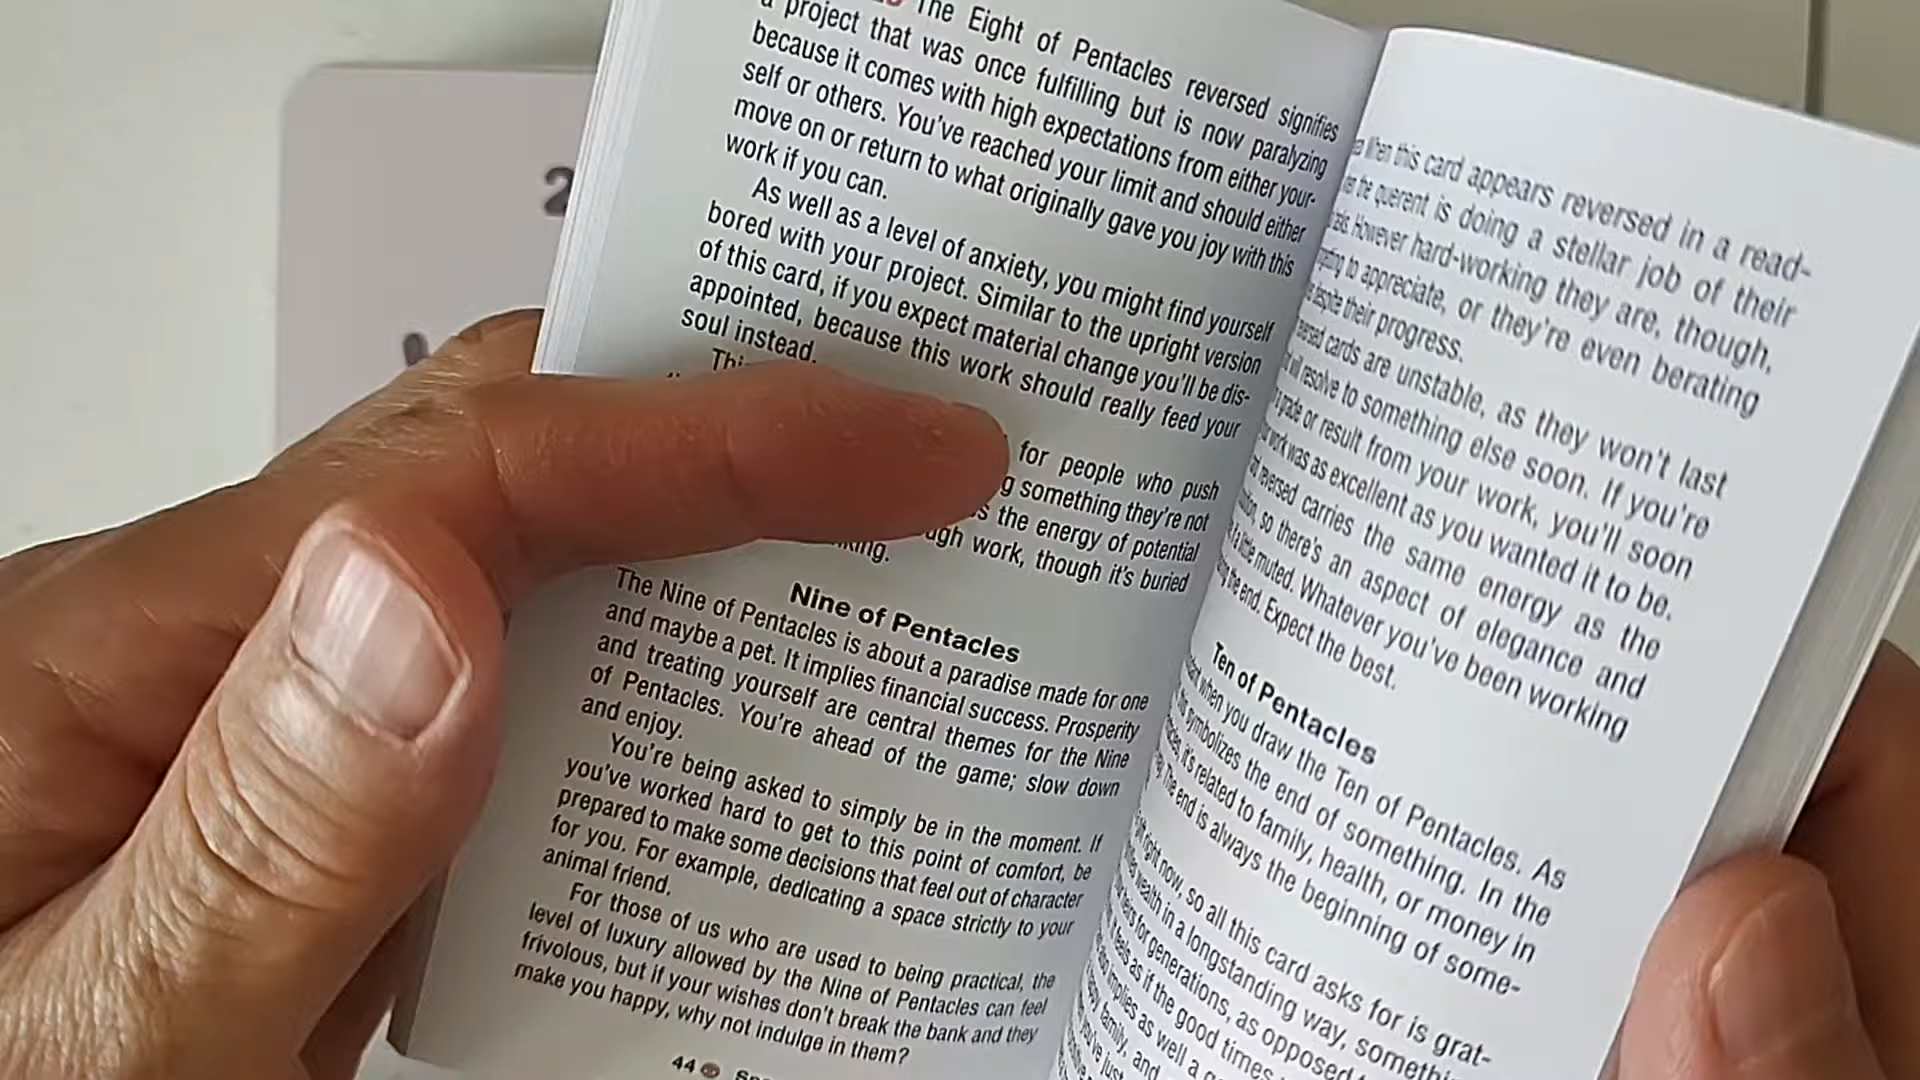 The Eight of Pentacles reversed signifies
a project that was once fulfilling but is now paralyzing
because it comes with high expectations from either your-
self or others. You've reached your limit and should either
move on or return to what originally gave you joy with this
work if you can.
As well as a level of anxiety, you might find yourself
bored with your project. Similar to the upright version
of this card, if you expect material change you'll be dis-
appointed, because this work should really feed your
soul instead.
for people who push
something they're not
the energy of potential
work, though it's buried
Nine of Pentacles
The Nine of Pentacles is about a paradise made for one
and maybe a pet. It implies financial success. Prosperity
and treating yourself are central themes for the Nine
of Pentacles. You're ahead of the game; slow down
and enjoy.
You're being asked to simply be in the moment. If
you've worked hard to get to this point of comfort, be
prepared to make some decisions that feel out of character
for you. For example, dedicating a space strictly to your
animal friend.
For those of us who are used to being practical, the
level of luxury allowed by the Nine of Pentacles can feel
frivolous, but if your wishes don't break the bank and they
make you happy, why not indulge in them?
44
When this card appears reversed in a read-
the querent is doing a stellar job of their
However hard-working they are, though,
to appreciate, or they're even berating
despite their progress.
cards are unstable, as they won't last
will resolve to something else soon. If you're
a grade or result from your work, you'll soon
work was as excellent as you wanted it to be.
reversed carries the same energy as the
so there's an aspect of elegance and
a little muted. Whatever you've been working
the end. Expect the best.
Ten of Pentacles
when you draw the Ten of Pentacles. As
symbolizes the end of something. In the
it's related to family, health, or money in
The end is always the beginning of some-
right now, so all this card asks for is grat-
wealth in a longstanding way,
for generations, as opposed
feels as if the good times
implies as well a
family, and
2